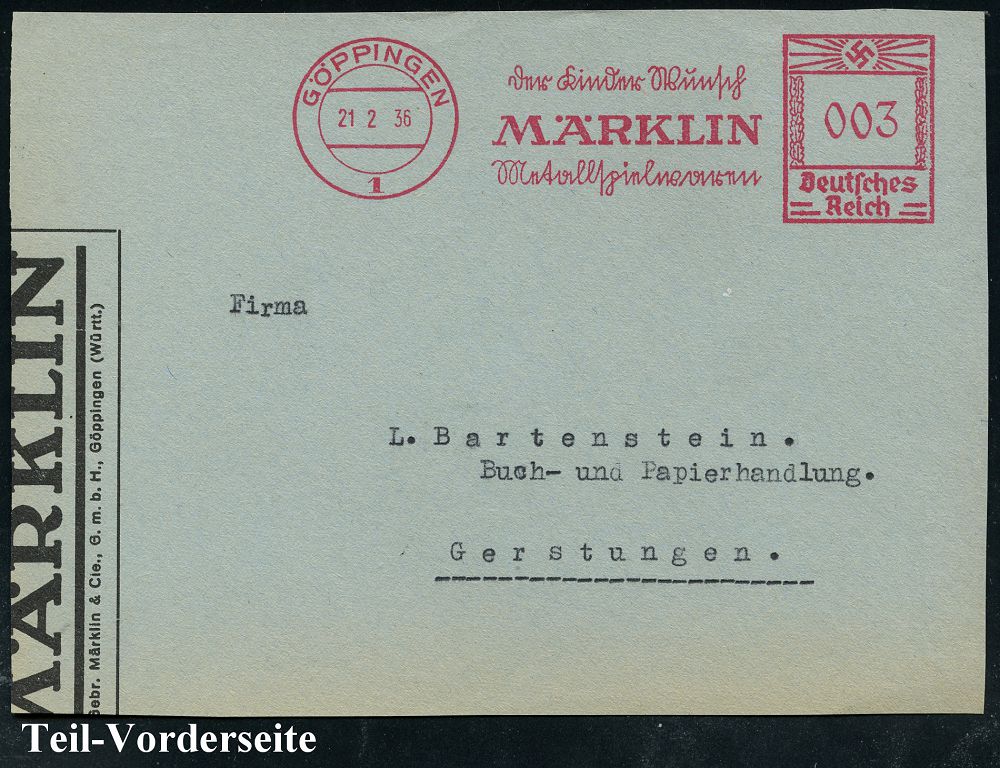 GÖPPINGEN
21 2 36
1
Der Kinder Wunsch
MÄRKLIN
Metallspielwaren
003
Deutsches
Reich
MÄRKLIN
Gebr. Märklin & Cie., G. m. b. H., Göppingen (Württ.)
Firma
L. Bartenstein.
Buch- und Papierhandlung.
Gerstungen.
Teil-Vorderseite